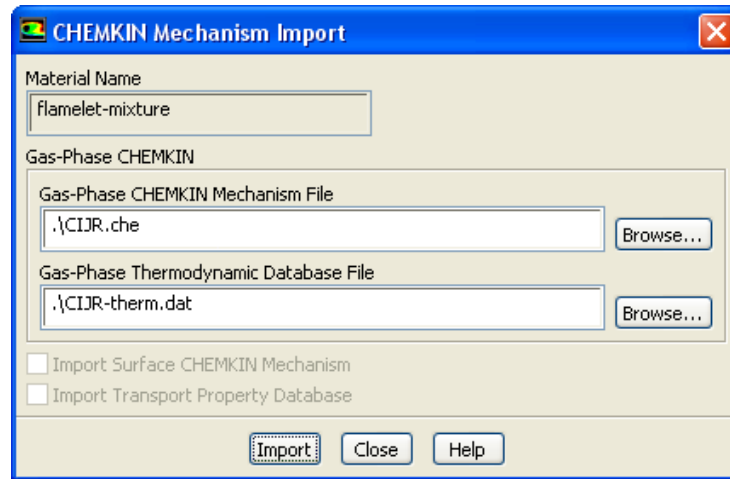 CHEMKIN Mechanism Import
Material Name
flamelet-mixture
Gas-Phase CHEMKIN
Gas-Phase CHEMKIN Mechanism File
.\CIJR.che
Browse...
Gas-Phase Thermodynamic Database File
.\CIJR-therm.dat
Browse...
Import Surface CHEMKIN Mechanism
Import Transport Property Database
Import Close Help